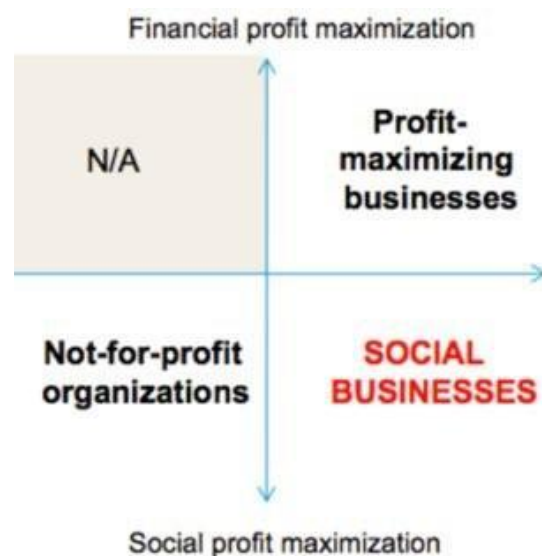 Financial profit maximization
N/A
Profit-
maximizing
businesses
Not-for-profit
organizations
SOCIAL
BUSINESSES
Social profit maximization